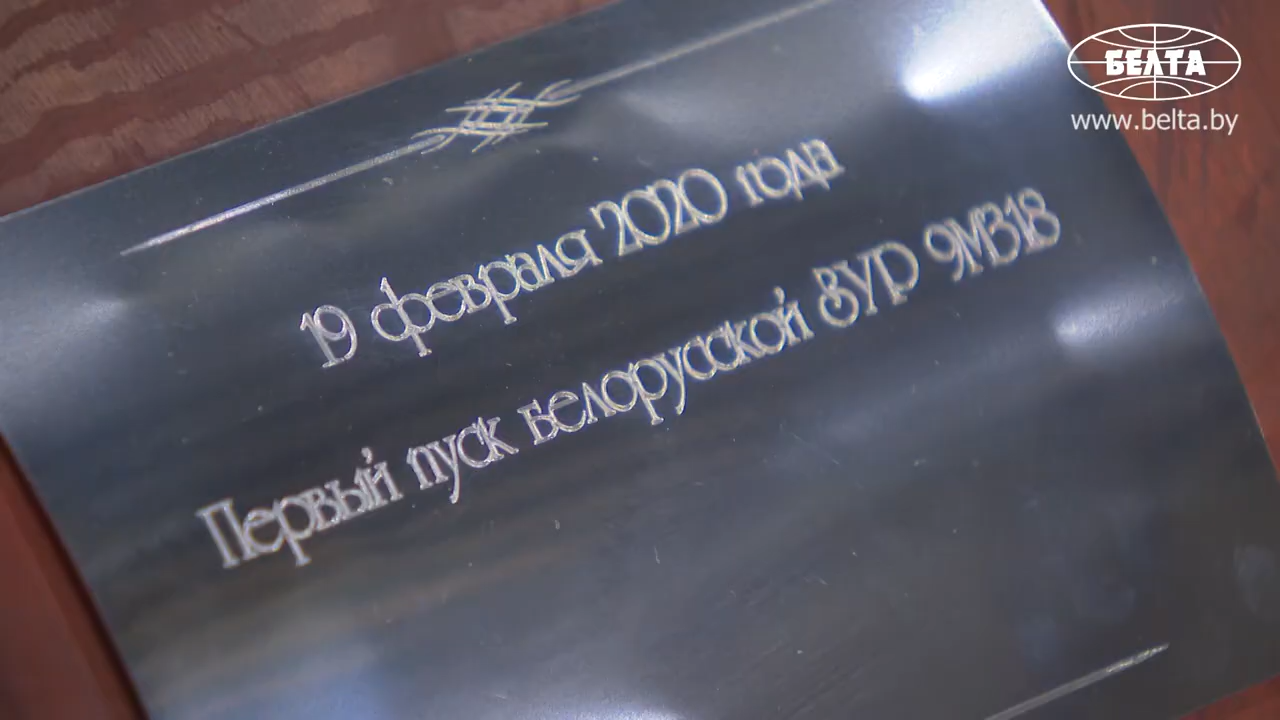 БЕЛТА
www.belta.by
19 февраля 2020 года
Первый пуск белорусской ЗУР 9М318